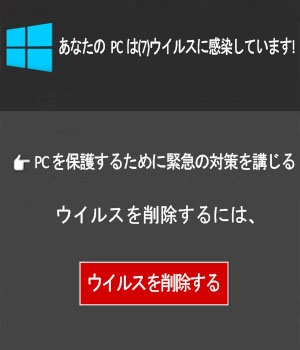 あなたの PC は(7)ウイルスに感染しています!
PCを保護するために緊急の対策を講じる
ウイルスを削除するには、
ウイルスを削除する